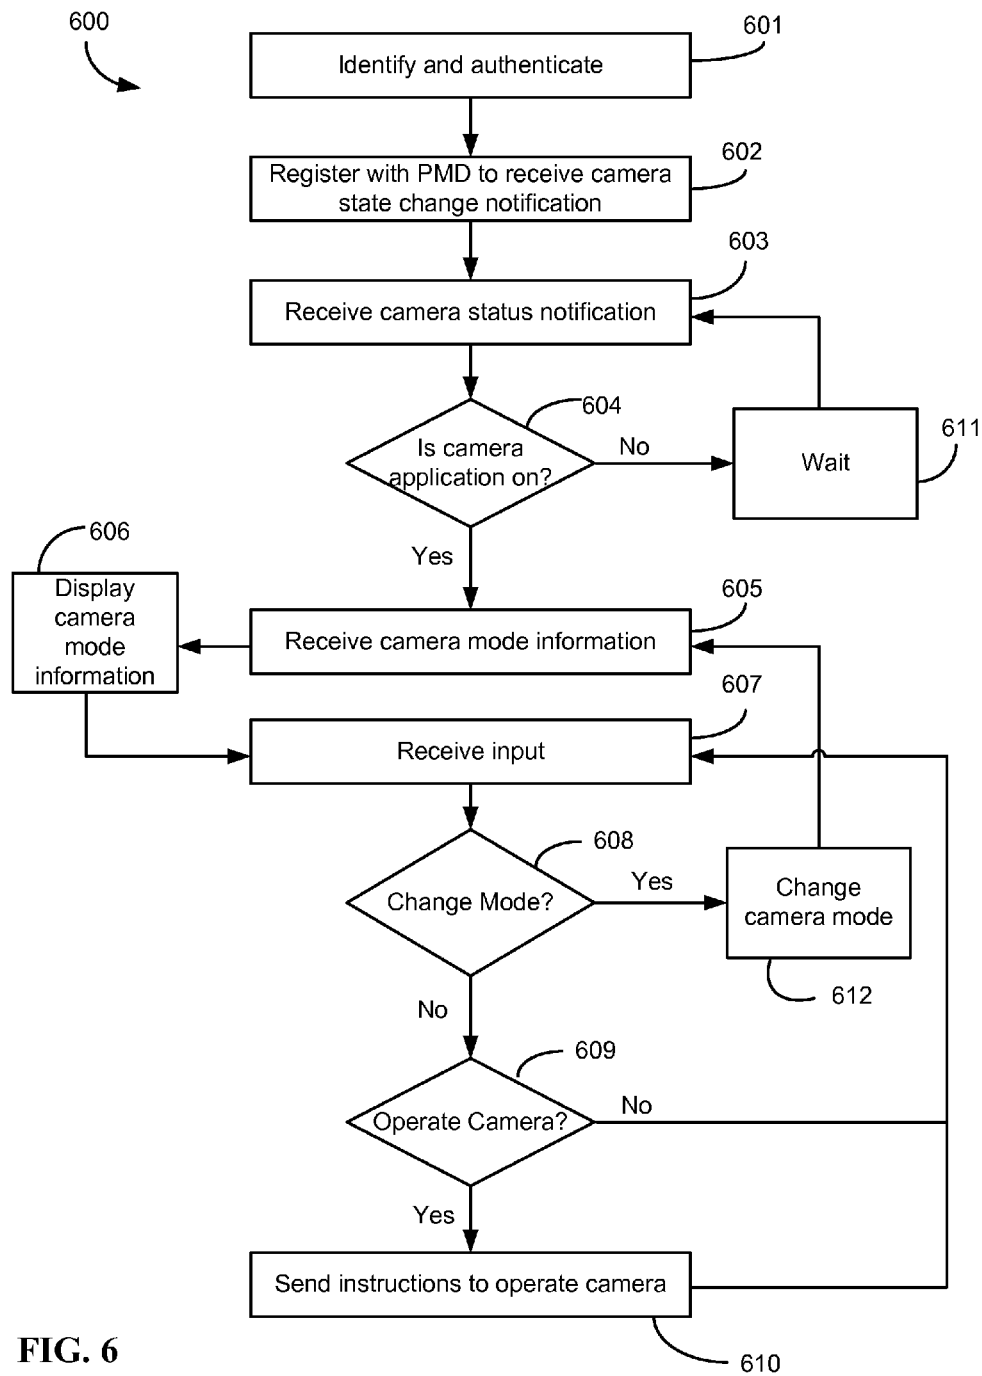 600
601
Identify and authenticate
602
Register with PMD to receive camera
state change notification
603
Receive camera status notification
604
Is camera
application on?
No
611
Wait
Yes
606
Display
camera
mode
information
605
Receive camera mode information
607
Receive input
608
Change Mode?
Yes
Change
camera mode
612
No
609
Operate Camera?
No
Yes
Send instructions to operate camera
610
FIG. 6